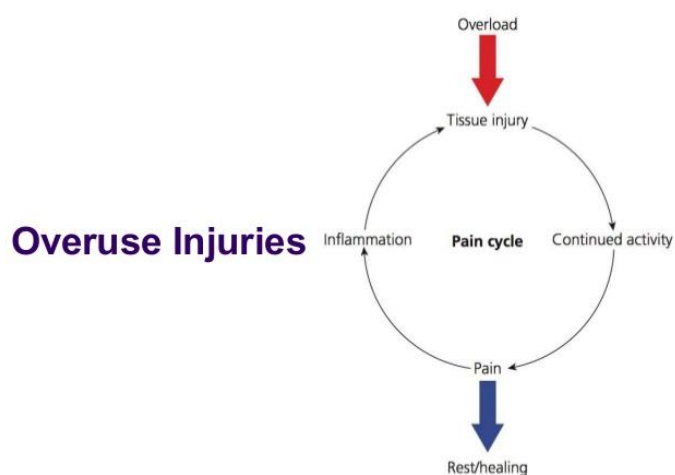 Overload
Tissue injury
Overuse Injuries
Inflammation
Pain cycle
Continued activity
Pain
Rest/healing